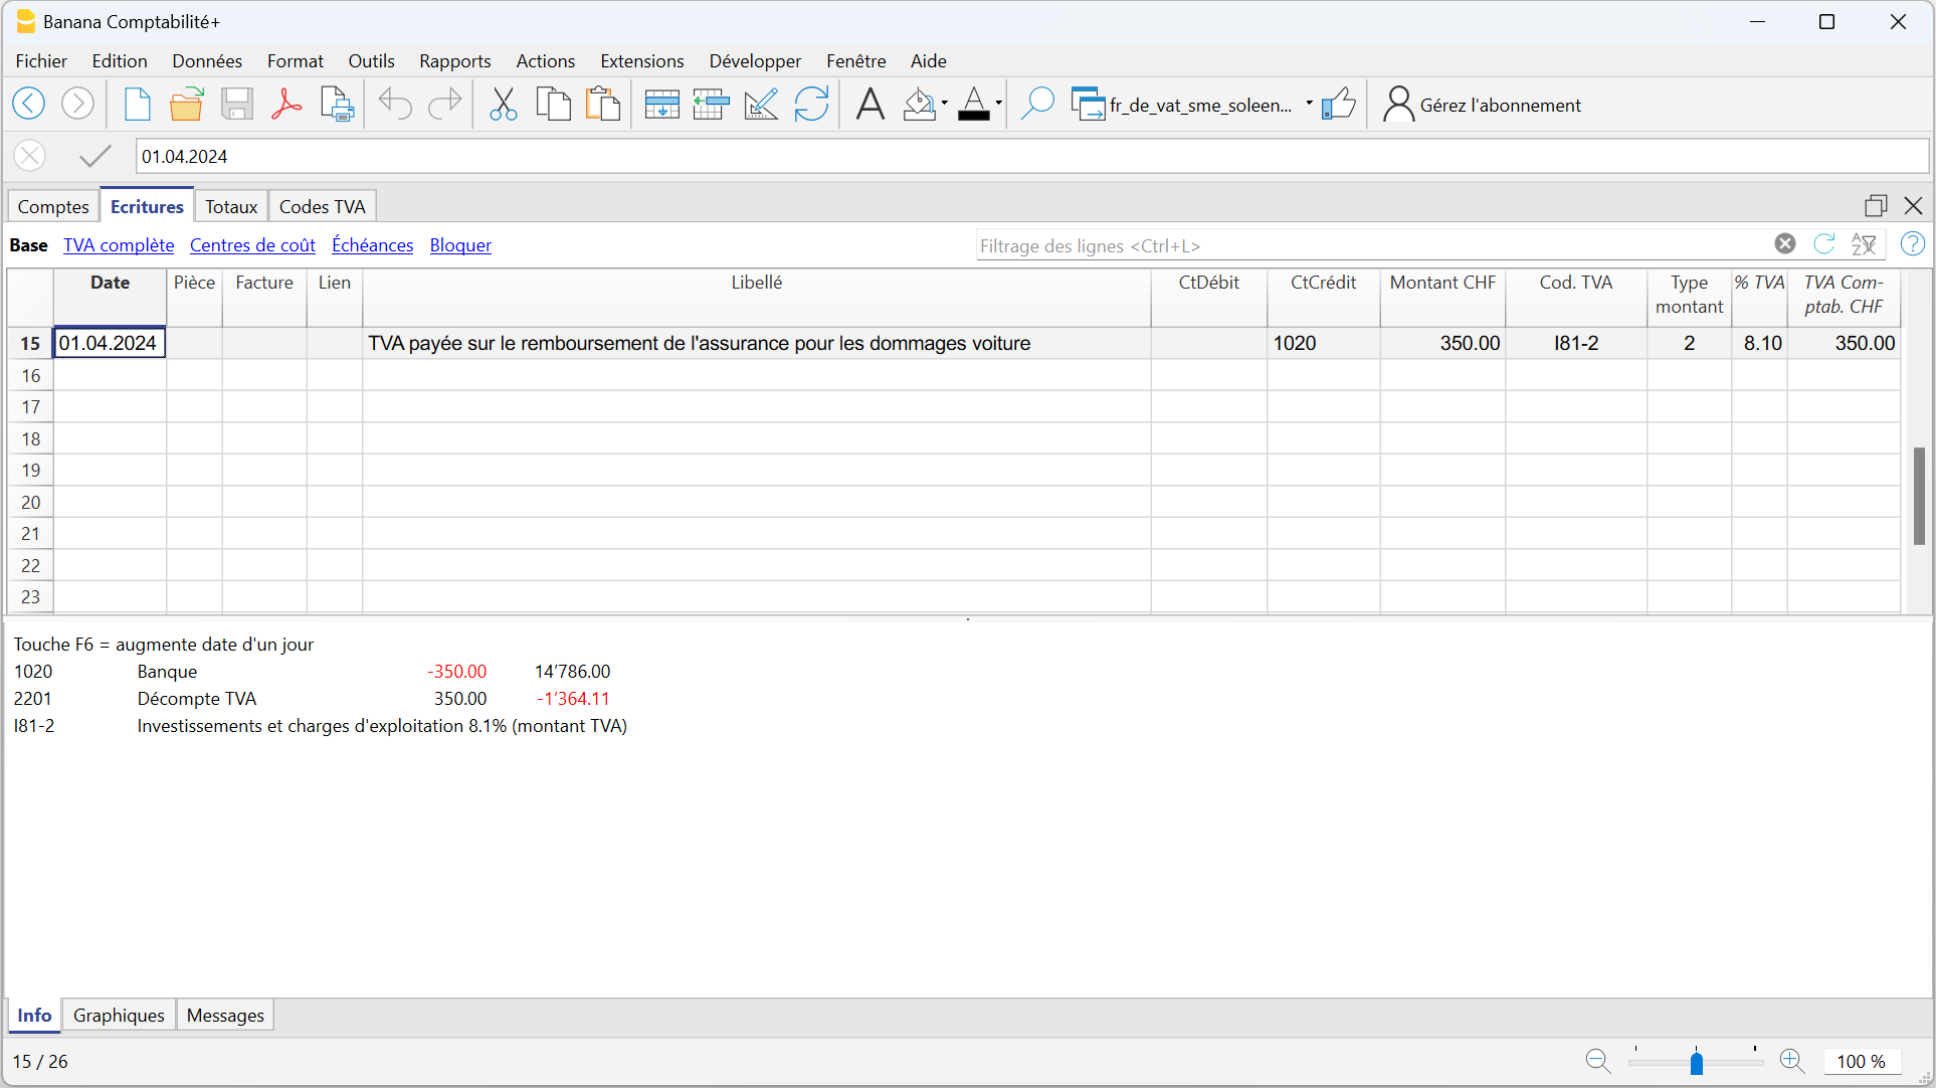 Banana Comptabilité+
Fichier Edition Données Format Outils Rapports Actions Extensions Développer Fenêtre Aide
fr_de_vat_sme_soleen... Gérez l'abonnement
01.04.2024
Comptes Ecritures Totaux Codes TVA
Base TVA complète Centres de coût Échéances Bloquer Filtrage des lignes <Ctrl+L>
Date Pièce Facture Lien Libellé CtDébit CtCrédit Montant CHF Cod. TVA Type montant % TVA TVA Com-ptab. CHF
15 01.04.2024 TVA payée sur le remboursement de l'assurance pour les dommages voiture 1020 350.00 I81-2 2 8.10 350.00
16
17
18
19
20
21
22
23
Touche F6 = augmente date d'un jour
1020 Banque -350.00 14’786.00
2201 Décompte TVA 350.00 -1’364.11
I81-2 Investissements et charges d'exploitation 8.1% (montant TVA)
Info Graphiques Messages
15 / 26 100 %